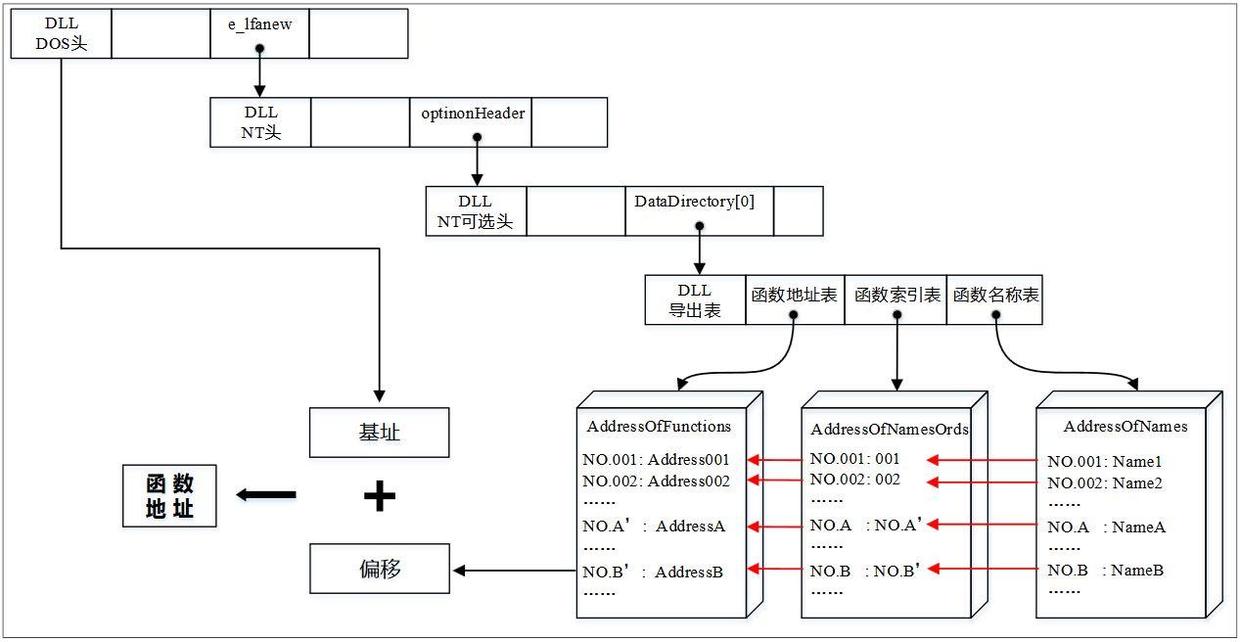 DLL
DOS头
e_lfanew
DLL
NT头
optinonHeader
DLL
NT可选头
DataDirectory[0]
DLL
导出表
函数地址表
函数索引表
函数名称表
基址
+
偏移
函 数
地 址
AddressOfFunctions
NO.001: Address001
NO.002: Address002
······
NO.A' : AddressA
······
NO.B' : AddressB
······
AddressOfNamesOrds
NO.001: 001
NO.002: 002
······
NO.A : NO.A'
······
NO.B : NO.B'
······
AddressOfNames
NO.001: Name1
NO.002: Name2
······
NO.A : NameA
······
NO.B : NameB
······